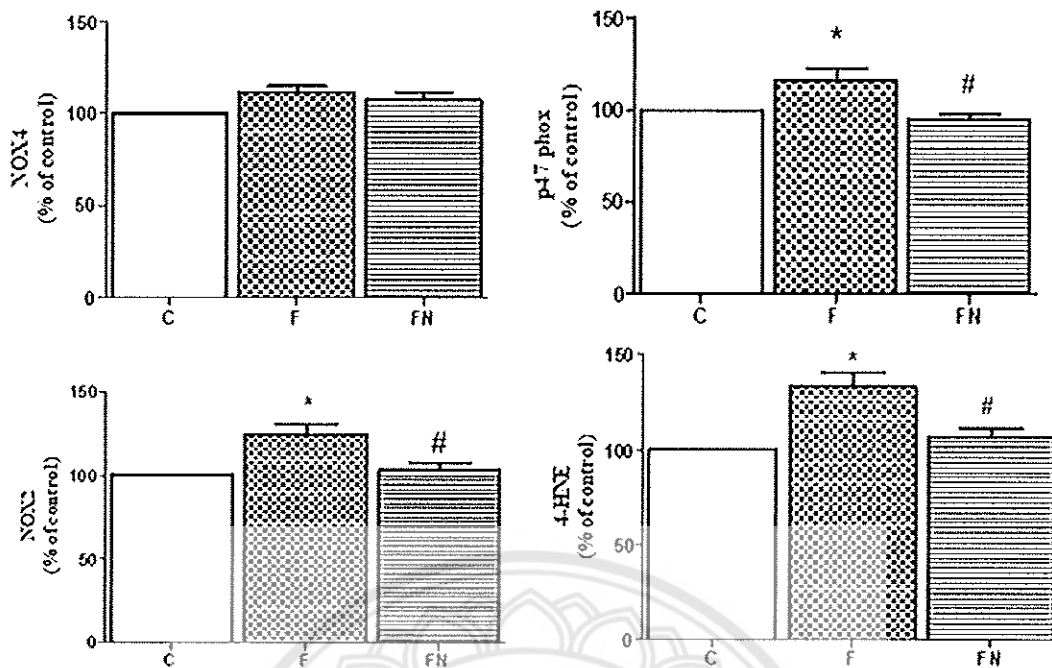 150
100
50
0
NOX4
(% of control)
C F FN
150
100
50
0
p47 phox
(% of control)
*
#
C F FN
150
100
50
0
NOX2
(% of control)
*
#
C F FN
150
100
50
0
4-HNE
(% of control)
*
#
C F FN